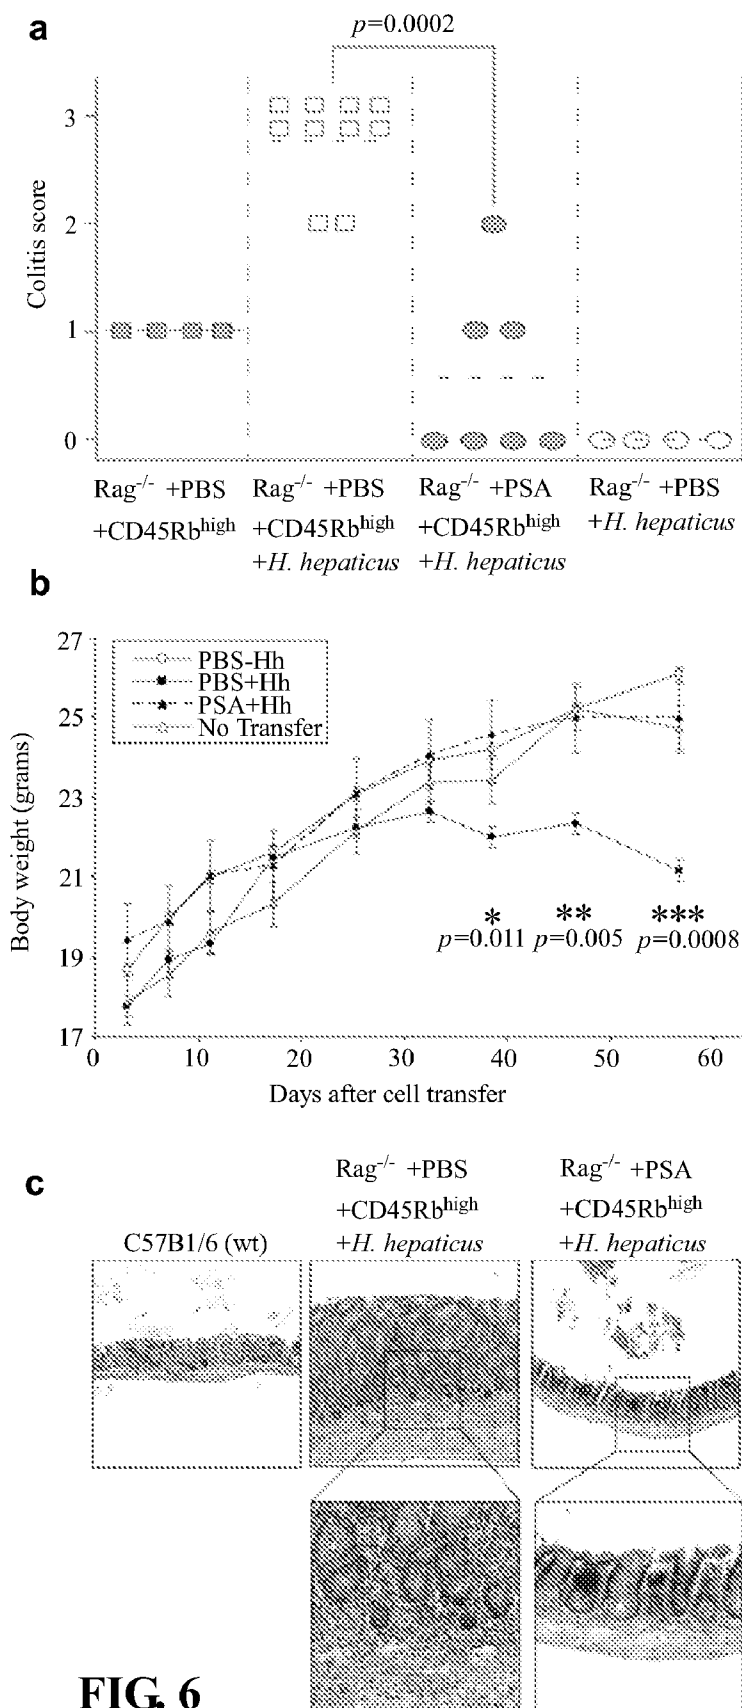 a
p=0.0002
Colitis score
3
2
1
0
Rag-/- +PBS
+CD45Rbhigh
Rag-/- +PBS
+CD45Rbhigh
+H. hepaticus
Rag-/- +PSA
+CD45Rbhigh
+H. hepaticus
Rag-/- +PBS
+H. hepaticus
b
Body weight (grams)
27
25
23
21
19
17
PBS-Hh
PBS+Hh
PSA+Hh
No Transfer
* ** ***
p=0.011 p=0.005 p=0.0008
0 10 20 30 40 50 60
Days after cell transfer
c
C57B1/6 (wt)
Rag-/- +PBS
+CD45Rbhigh
+H. hepaticus
Rag-/- +PSA
+CD45Rbhigh
+H. hepaticus
FIG. 6